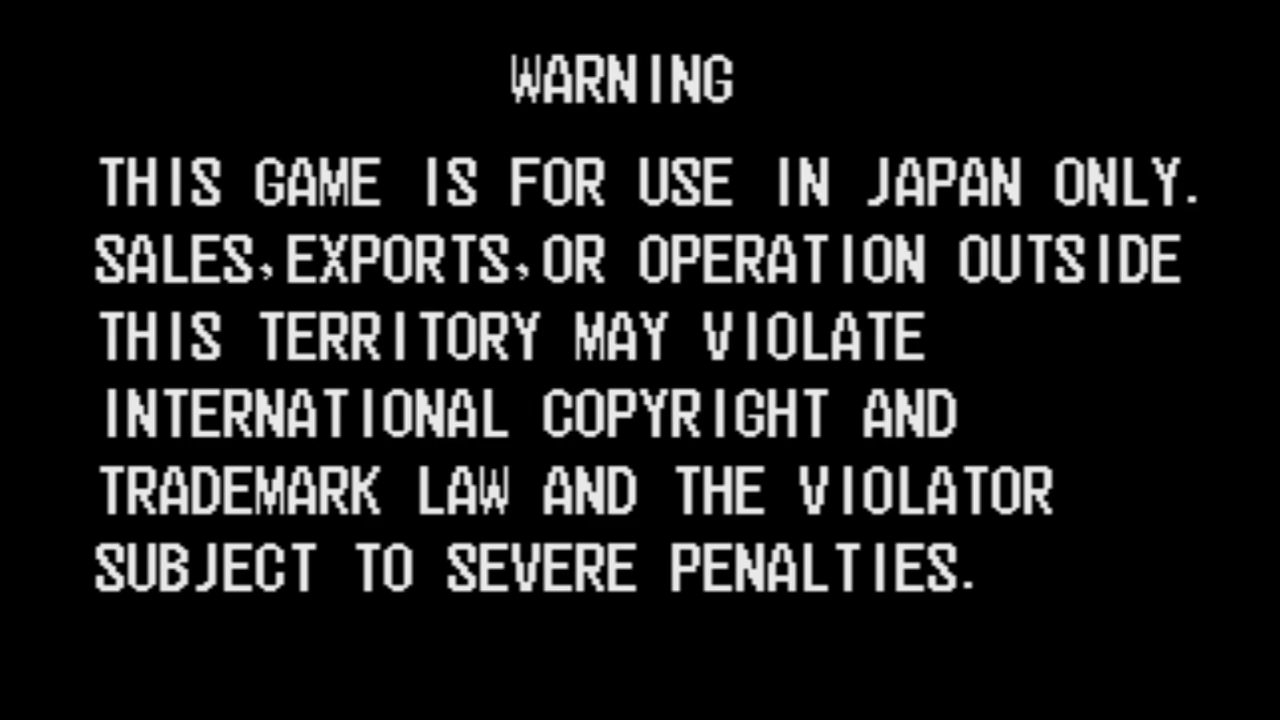 WARNING
THIS GAME IS FOR USE IN JAPAN ONLY.
SALES,EXPORTS,OR OPERATION OUTSIDE
THIS TERRITORY MAY VIOLATE
INTERNATIONAL COPYRIGHT AND
TRADEMARK LAW AND THE VIOLATOR
SUBJECT TO SEVERE PENALTIES.